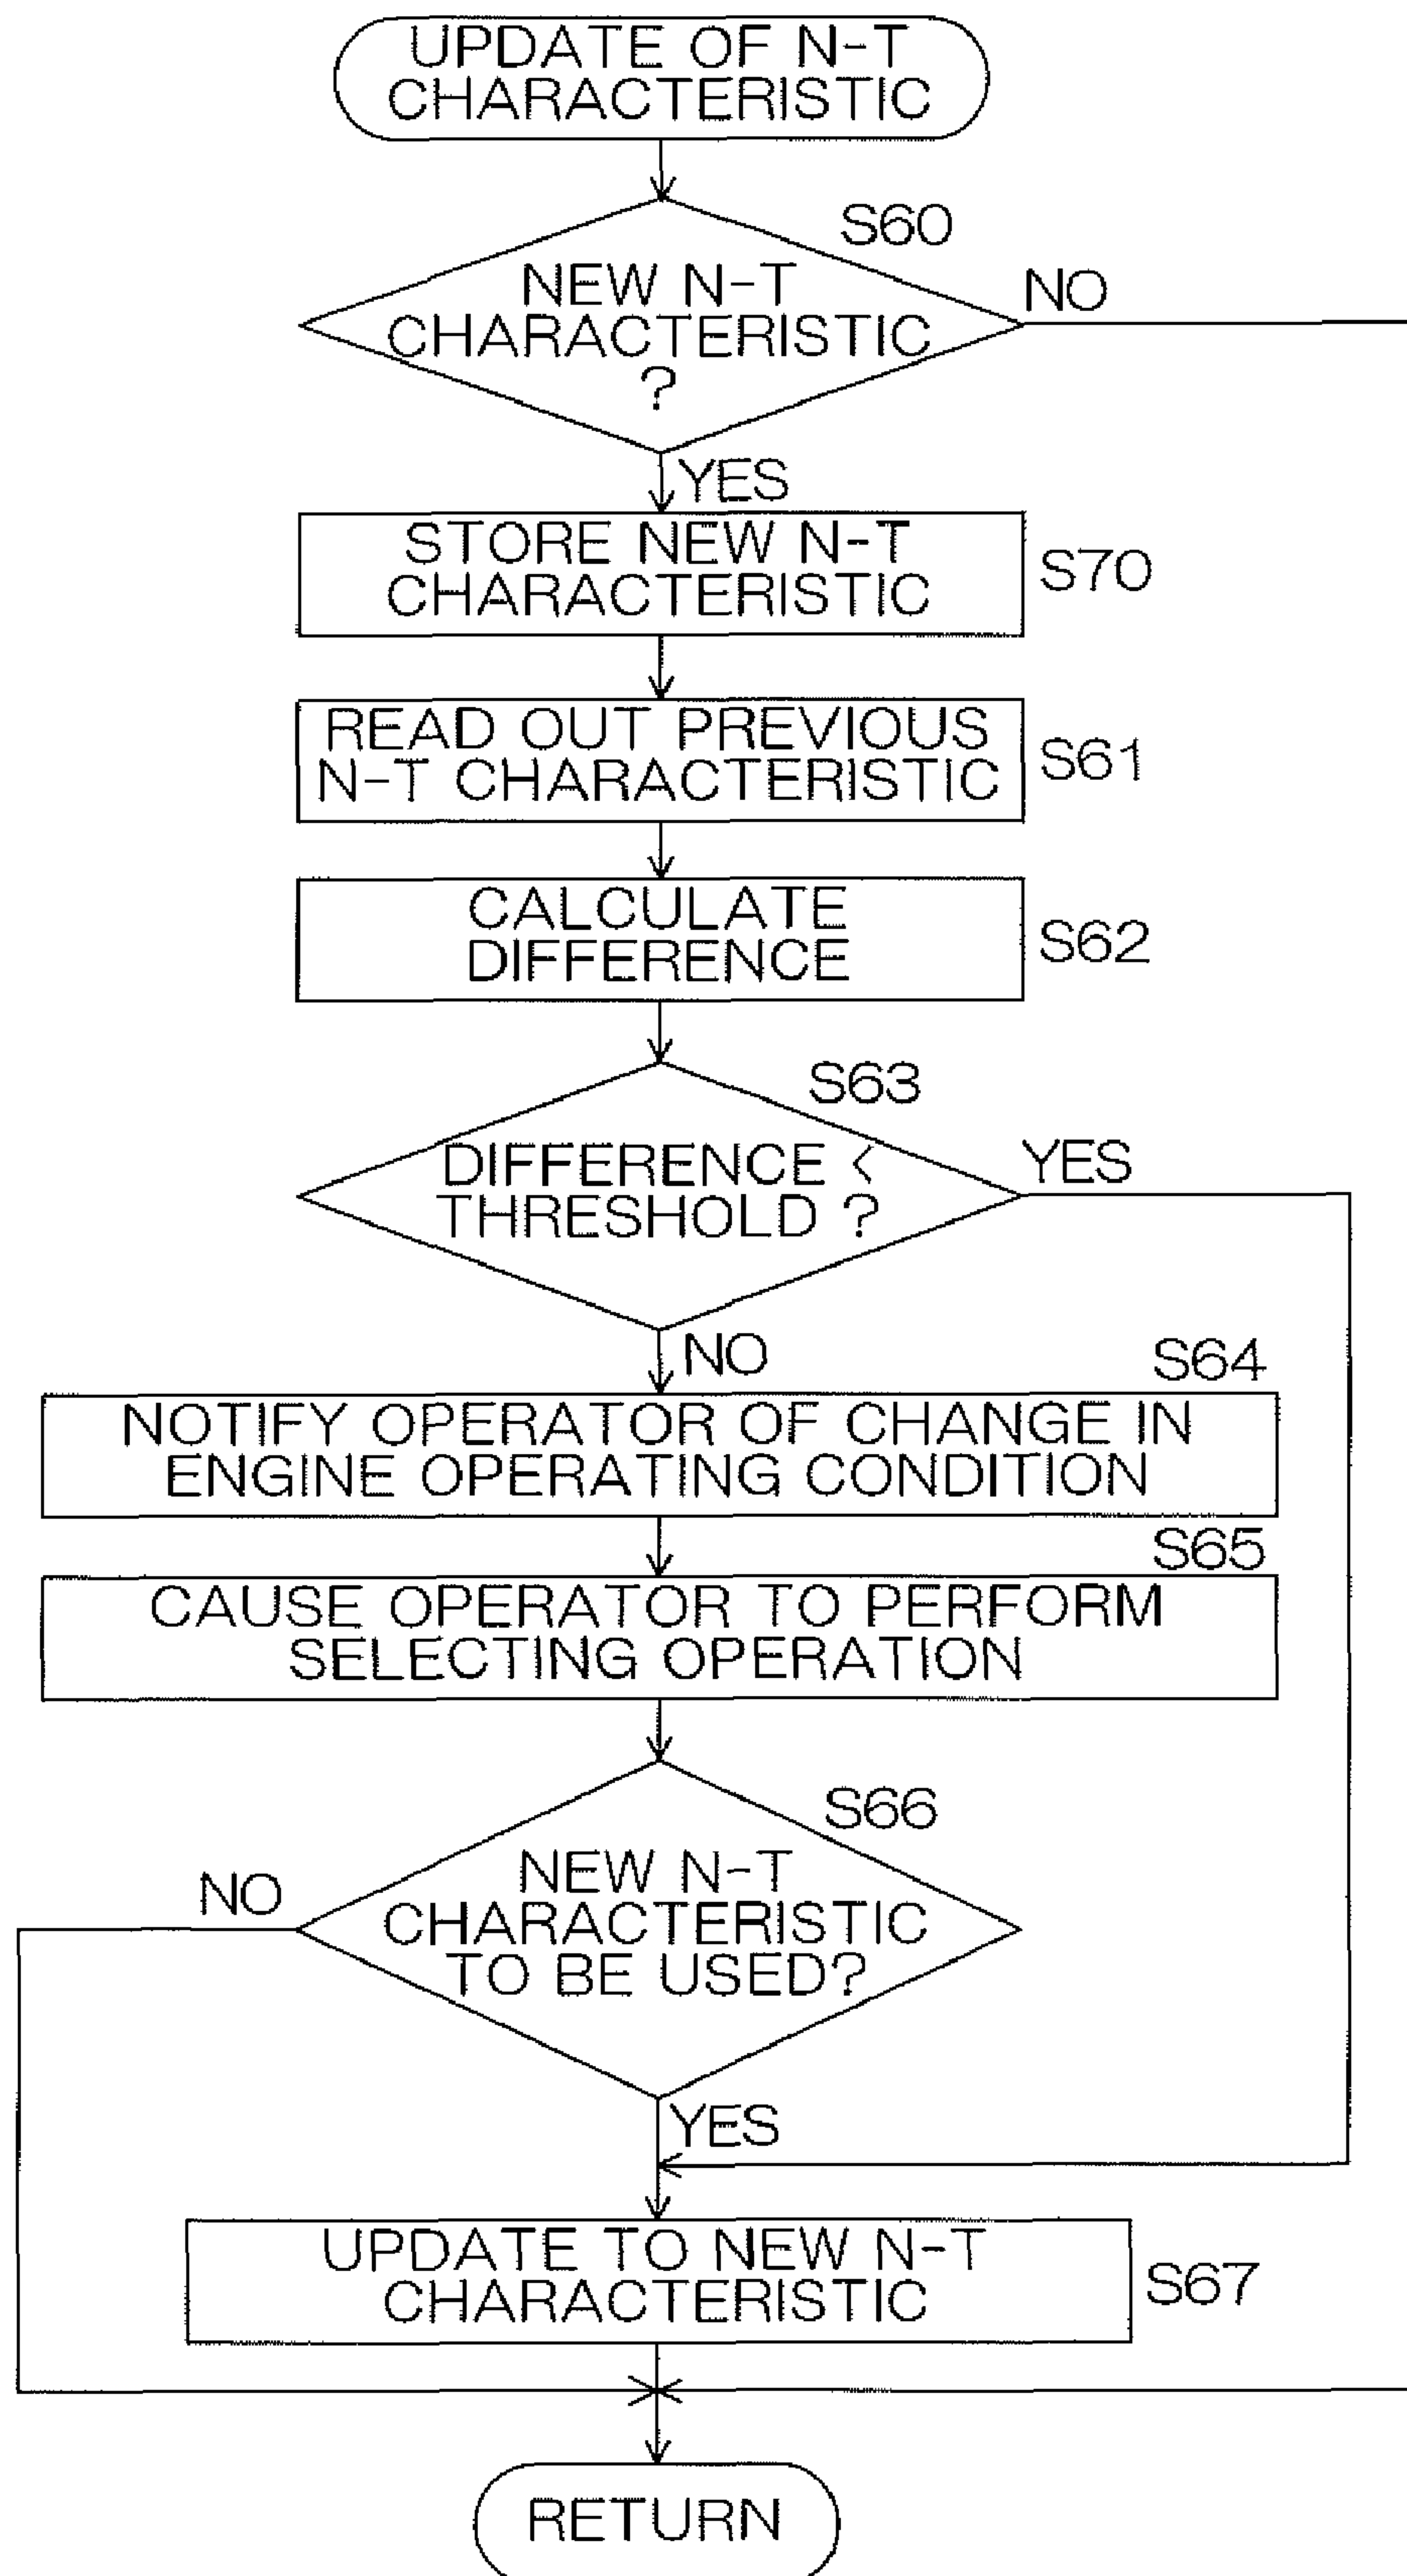 UPDATE OF N-T
CHARACTERISTIC
S60
NEW N-T
CHARACTERISTIC
?
NO
YES
STORE NEW N-T
CHARACTERISTIC
S70
READ OUT PREVIOUS
N-T CHARACTERISTIC
S61
CALCULATE
DIFFERENCE
S62
S63
DIFFERENCE <
THRESHOLD ?
YES
NO
S64
NOTIFY OPERATOR OF CHANGE IN
ENGINE OPERATING CONDITION
S65
CAUSE OPERATOR TO PERFORM
SELECTING OPERATION
S66
NEW N-T
CHARACTERISTIC
TO BE USED?
NO
YES
UPDATE TO NEW N-T
CHARACTERISTIC
S67
RETURN